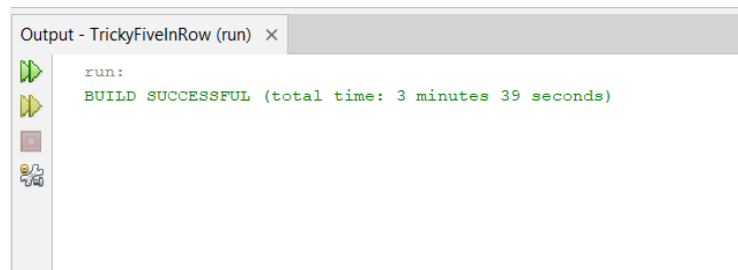 Output - TrickyFiveInRow (run) ×
run:
BUILD SUCCESSFUL (total time: 3 minutes 39 seconds)